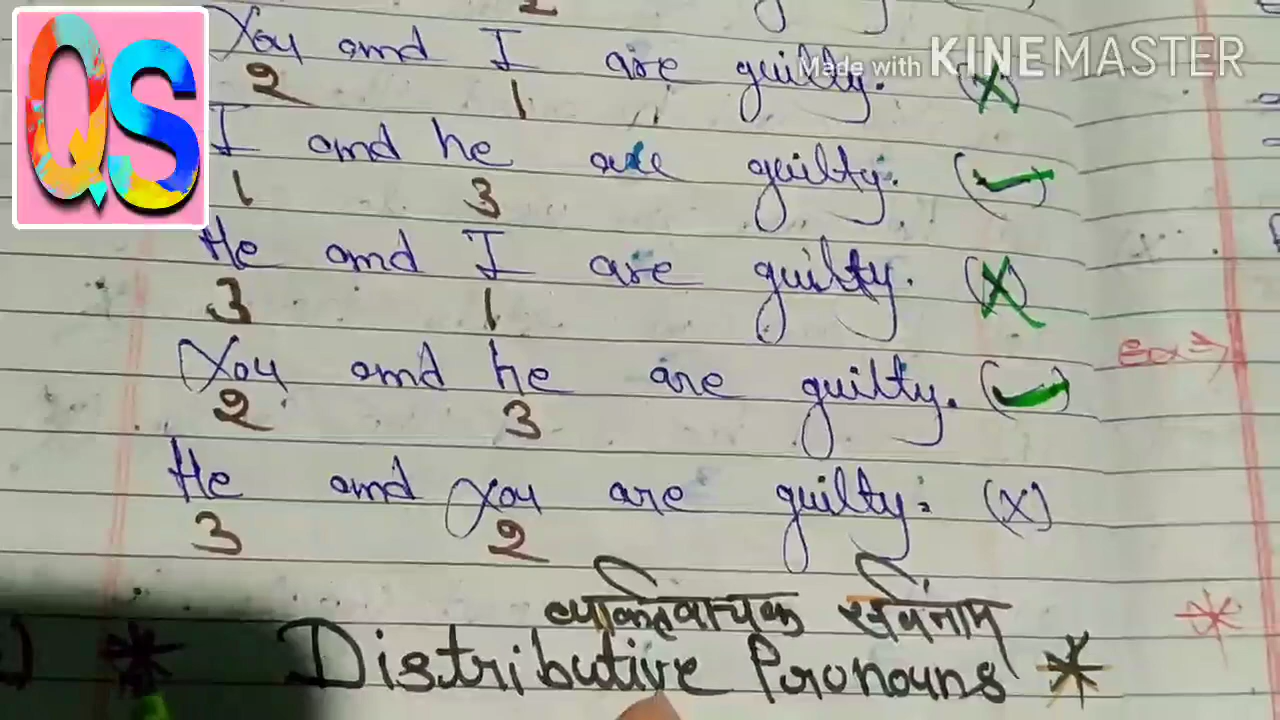 QS
Made with KINEMASTER
You and I are guilty. (X)
2 1
I and he are guilty. (✓)
1 3
He and I are guilty. (X)
3 1
You and he are guilty. (✓)
2 3
ex⇒
He and you are guilty: (X)
3 2
व्यक्तिवाचक सर्वनाम
* Distributive Pronouns *